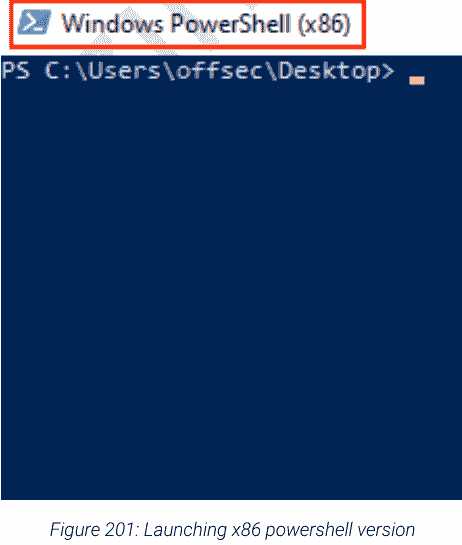 Windows PowerShell (x86)
PS C:\Users\offsec\Desktop>
Figure 201: Launching x86 powershell version